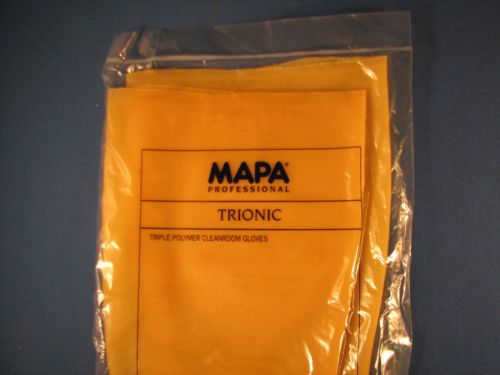 MAPA®
PROFESSIONAL
TRIONIC
TRIPLE-POLYMER CLEANROOM GLOVES